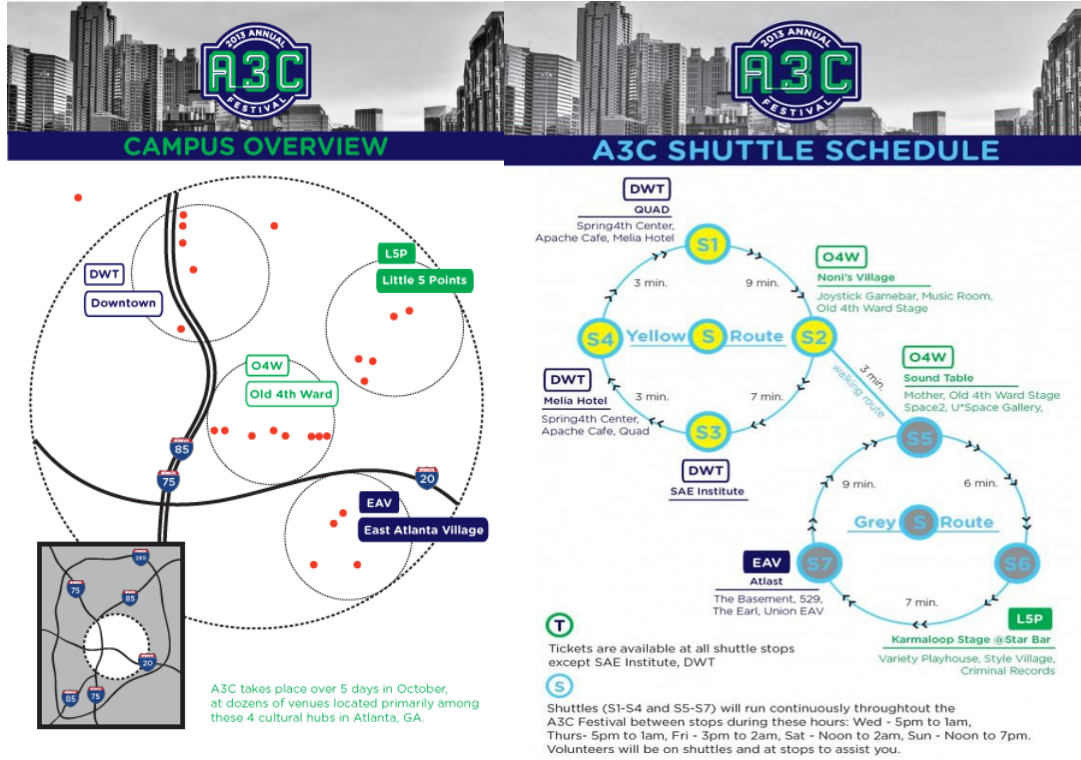 2013 ANNUAL
A3C
FESTIVAL
CAMPUS OVERVIEW
DWT
Downtown
L5P
Little 5 Points
O4W
Old 4th Ward
85
75
20
EAV
East Atlanta Village
285
75
85
20
85
75
A3C takes place over 5 days in October,
at dozens of venues located primarily among
these 4 cultural hubs in Atlanta, GA.
2013 ANNUAL
A3C
FESTIVAL
A3C SHUTTLE SCHEDULE
DWT
QUAD
Spring4th Center,
Apache Cafe, Melia Hotel
S1
3 min.
9 min.
O4W
Noni's Village
Joystick Gamebar, Music Room,
Old 4th Ward Stage
S4
Yellow S Route
S2
DWT
Melia Hotel
Spring4th Center,
Apache Cafe, Quad
3 min.
7 min.
S3
DWT
SAE Institute
3 min.
walking route
O4W
Sound Table
Mother, Old 4th Ward Stage
Space2, U*Space Gallery,
S5
9 min.
6 min.
Grey S Route
S7
S6
EAV
Atlast
The Basement, 529,
The Earl, Union EAV
7 min.
L5P
Karmaloop Stage @Star Bar
Variety Playhouse, Style Village,
Criminal Records
T
Tickets are available at all shuttle stops
except SAE Institute, DWT
S
Shuttles (S1-S4 and S5-S7) will run continuously throughtout the
A3C Festival between stops during these hours: Wed - 5pm to 1am,
Thurs- 5pm to 1am, Fri - 3pm to 2am, Sat - Noon to 2am, Sun - Noon to 7pm.
Volunteers will be on shuttles and at stops to assist you.